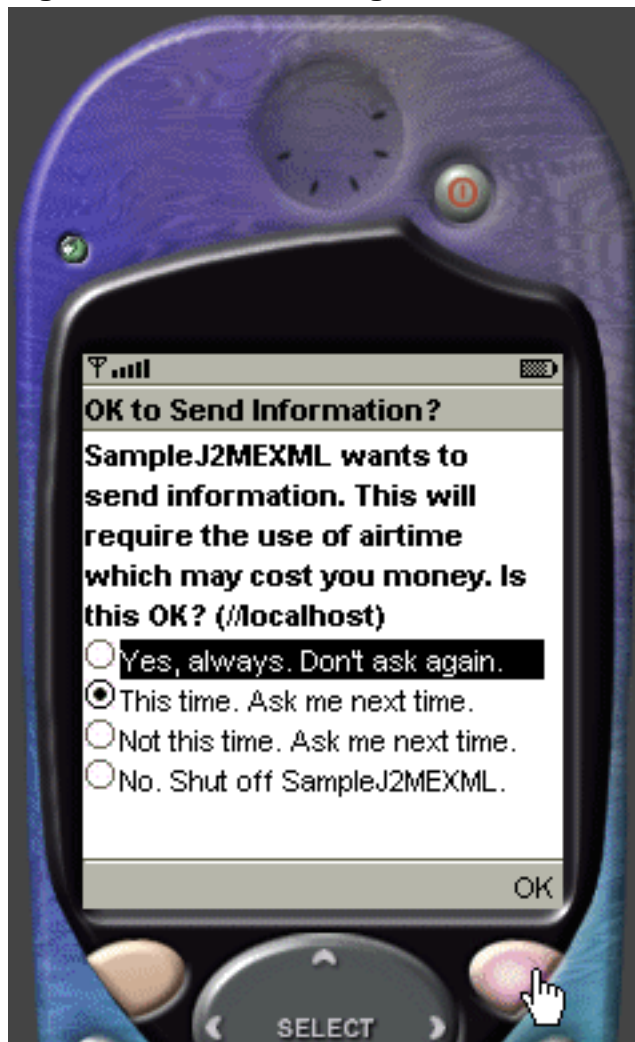 OK to Send Information?
SampleJ2MEXML wants to
send information. This will
require the use of airtime
which may cost you money. Is
this OK? (//localhost)
Yes, always. Don't ask again.
This time. Ask me next time.
Not this time. Ask me next time.
No. Shut off SampleJ2MEXML.
OK
SELECT